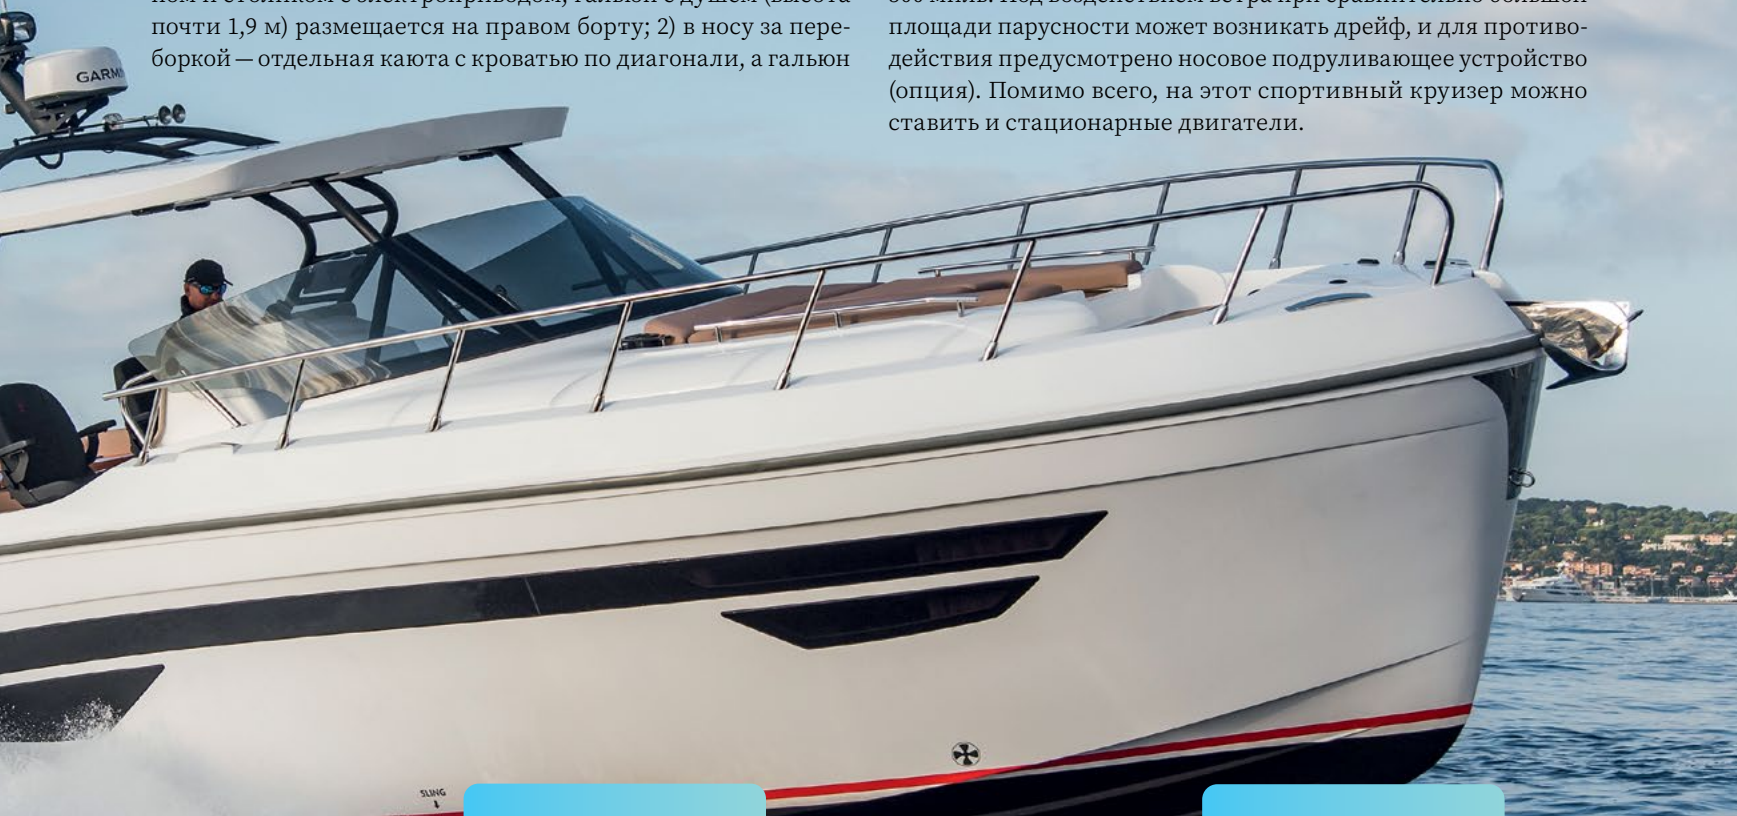 почти 1,9 м) размещается на правом борту; 2) в носу за пере-
боркой — отдельная каюта с кроватью по диагонали, а гальюн
площади парусности может возникать дрейф, и для противо-
действия предусмотрено носовое подруливающее устройство
(опция). Помимо всего, на этот спортивный круизер можно
ставить и стационарные двигатели.
GARMIN
SLING